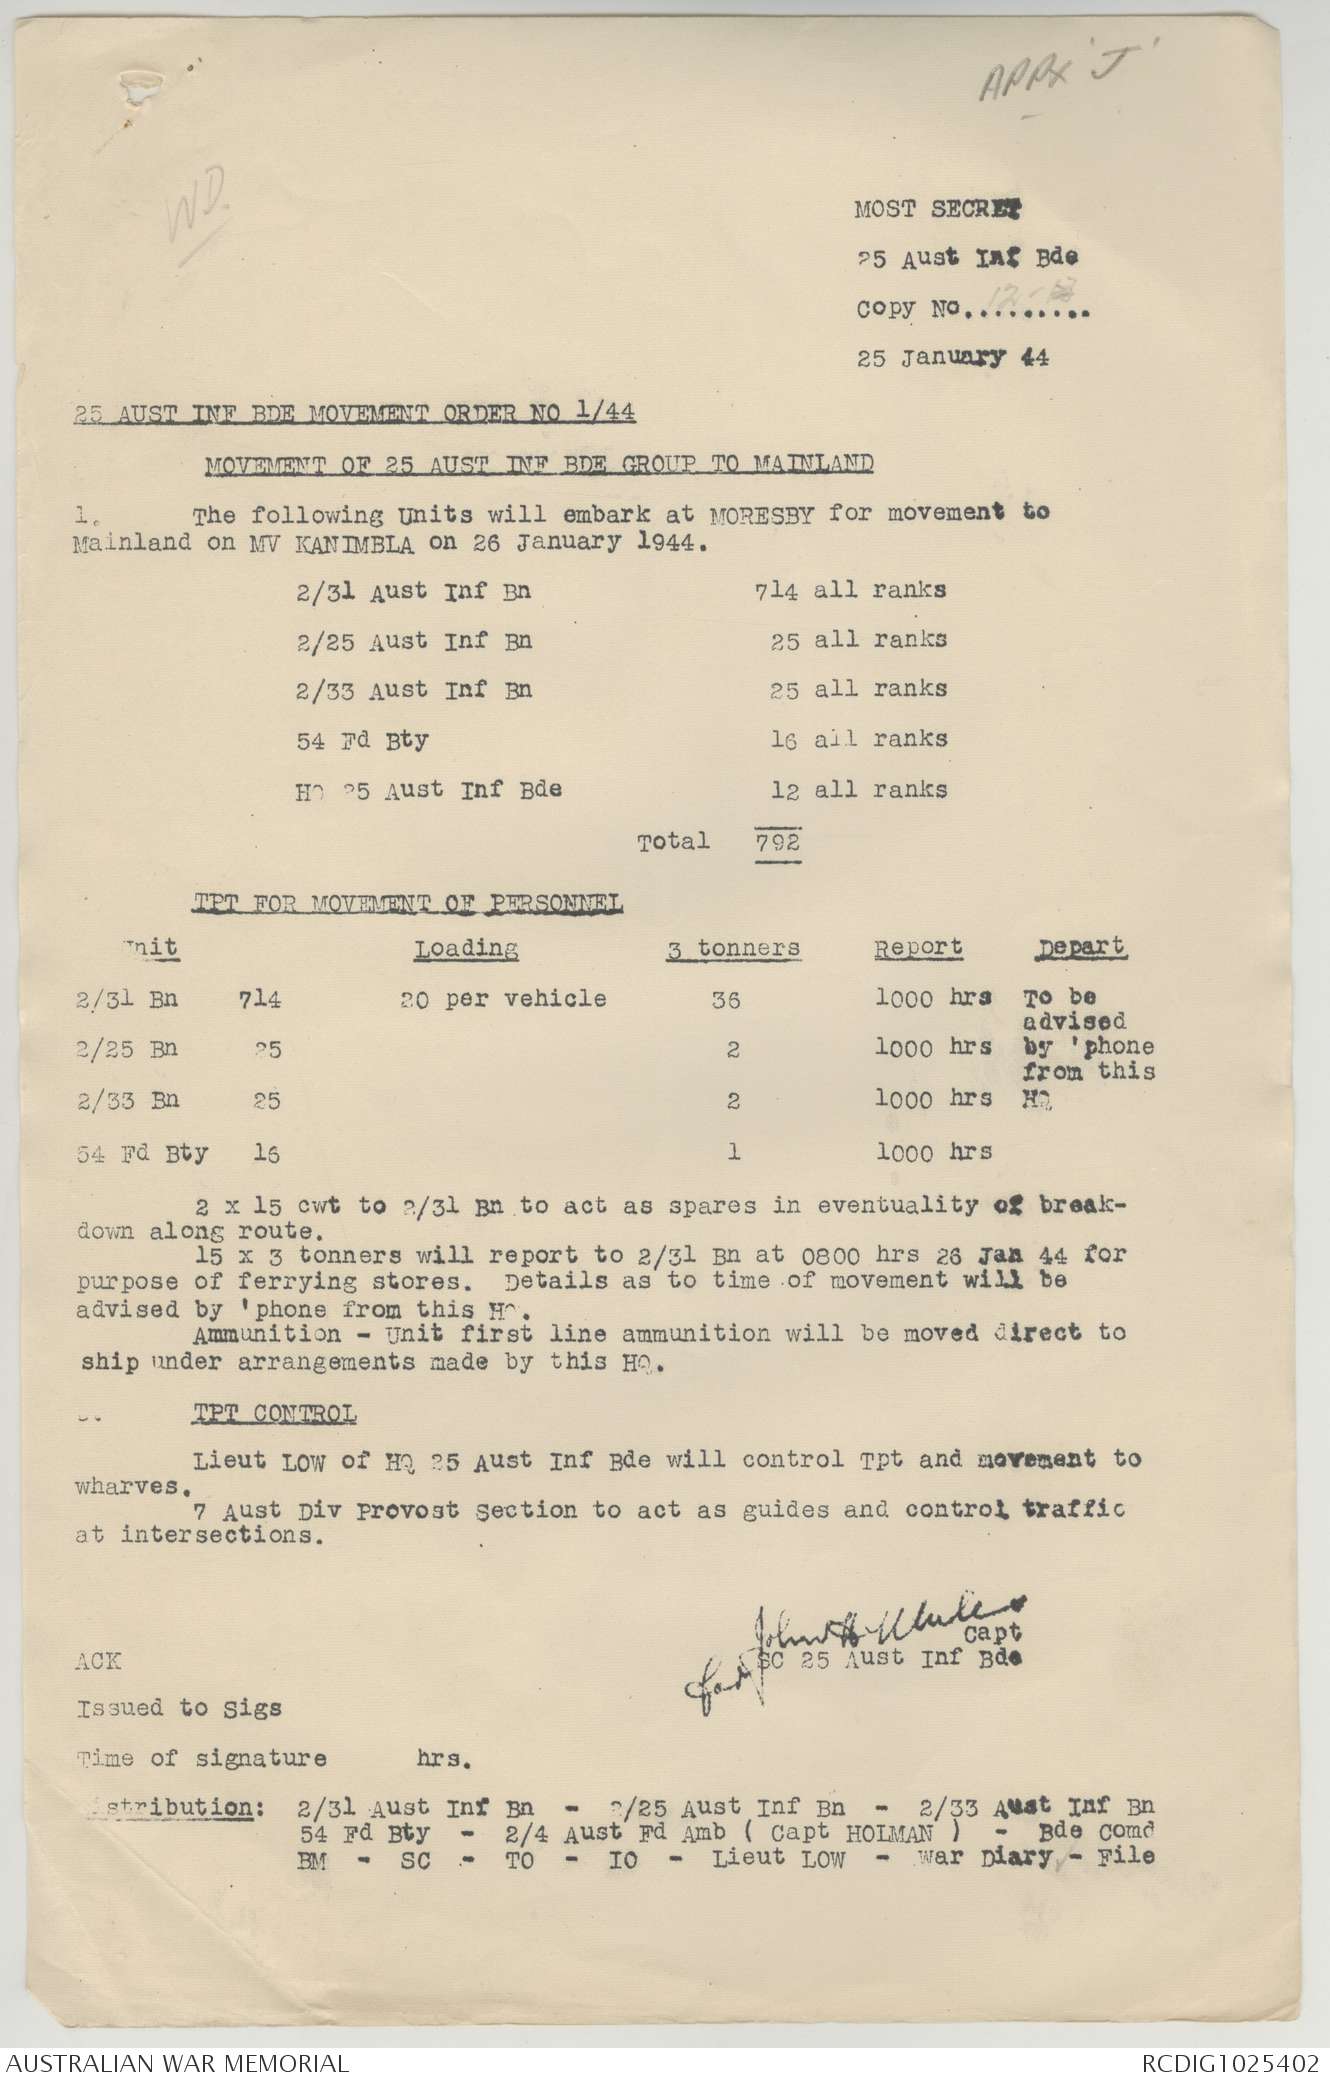 APPX 'J'
WD.
MOST SECRET
25 Aust Inf Bde
Copy No. 12-13
25 January 44
25 AUST INF BDE MOVEMENT ORDER NO 1/44
MOVEMENT OF 25 AUST INF BDE GROUP TO MAINLAND
1. The following Units will embark at MORESBY for movement to
Mainland on MV KANIMBLA on 26 January 1944.
2/31 Aust Inf Bn 714 all ranks
2/25 Aust Inf Bn 25 all ranks
2/33 Aust Inf Bn 25 all ranks
54 Fd Bty 16 all ranks
HQ 25 Aust Inf Bde 12 all ranks
Total 792
TPT FOR MOVEMENT OF PERSONNEL
Unit Loading 3 tonners Report Depart
2/31 Bn 714 20 per vehicle 36 1000 hrs To be
advised
2/25 Bn 25 2 1000 hrs by 'phone
from this
2/33 Bn 25 2 1000 hrs HQ
54 Fd Bty 16 1 1000 hrs
2 x 15 cwt to 2/31 Bn to act as spares in eventuality of break-
down along route.
15 x 3 tonners will report to 2/31 Bn at 0800 hrs 26 Jan 44 for
purpose of ferrying stores. Details as to time of movement will be
advised by 'phone from this HQ.
Ammunition - Unit first line ammunition will be moved direct to
ship under arrangements made by this HQ.
TPT CONTROL
Lieut LOW of HQ 25 Aust Inf Bde will control Tpt and movement to
wharves.
7 Aust Div Provost Section to act as guides and control traffic
at intersections.
John H
Capt
for SC 25 Aust Inf Bde
ACK
Issued to Sigs
Time of signature hrs.
Distribution: 2/31 Aust Inf Bn - 2/25 Aust Inf Bn - 2/33 Aust Inf Bn
54 Fd Bty - 2/4 Aust Fd Amb ( Capt HOLMAN ) - Bde Comd
BM - SC - TO - IO - Lieut LOW - War Diary - File
AUSTRALIAN WAR MEMORIAL RCDIG1025402